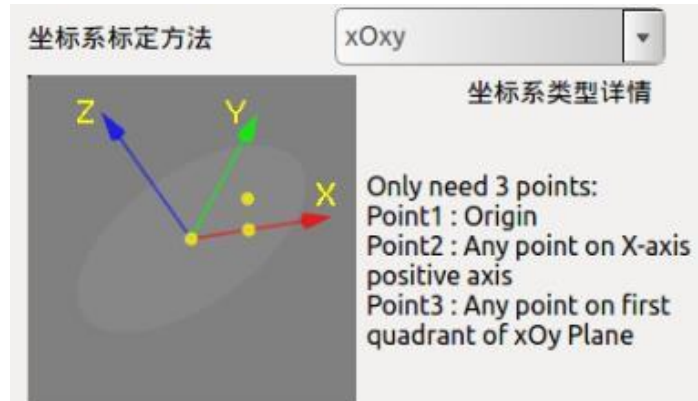 坐标系标定方法
xOxy
坐标系类型详情
Z
Y
X
Only need 3 points:
Point1 : Origin
Point2 : Any point on X-axis
positive axis
Point3 : Any point on first
quadrant of xOy Plane